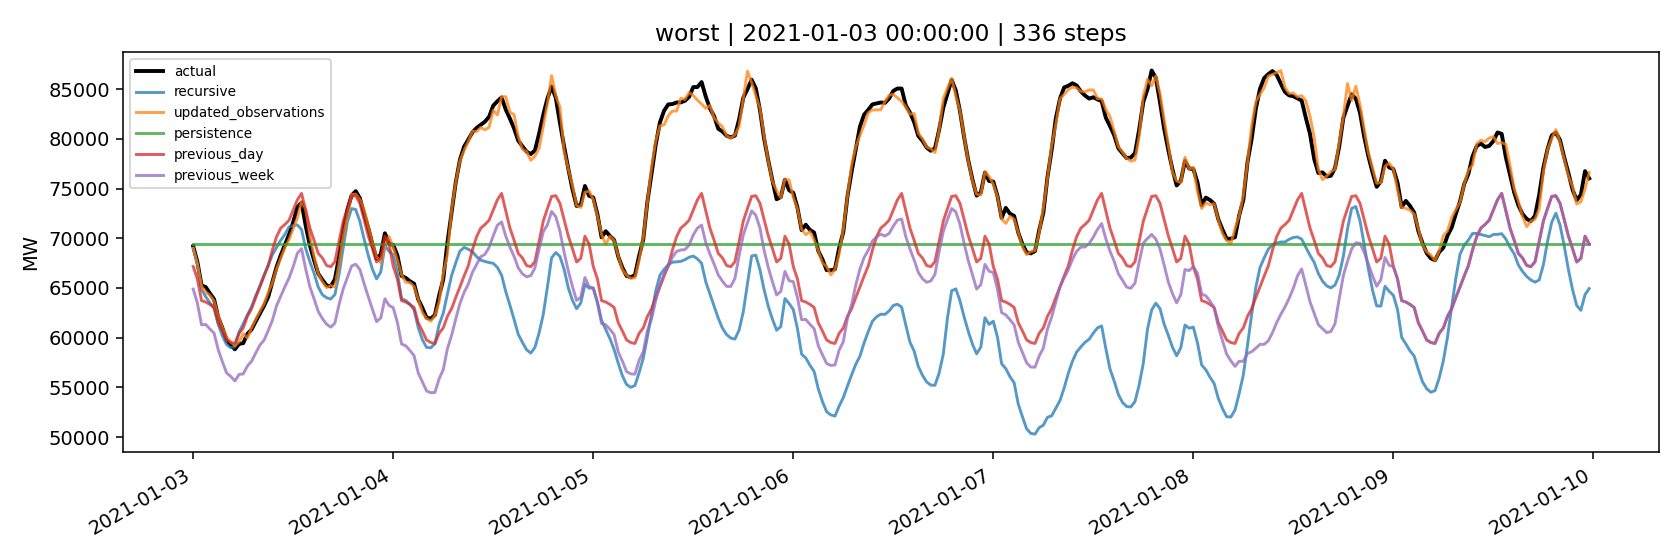 worst | 2021-01-03 00:00:00 | 336 steps
actual
recursive
updated_observations
persistence
previous_day
previous_week
MW
85000
80000
75000
70000
65000
60000
55000
50000
2021-01-03
2021-01-04
2021-01-05
2021-01-06
2021-01-07
2021-01-08
2021-01-09
2021-01-10